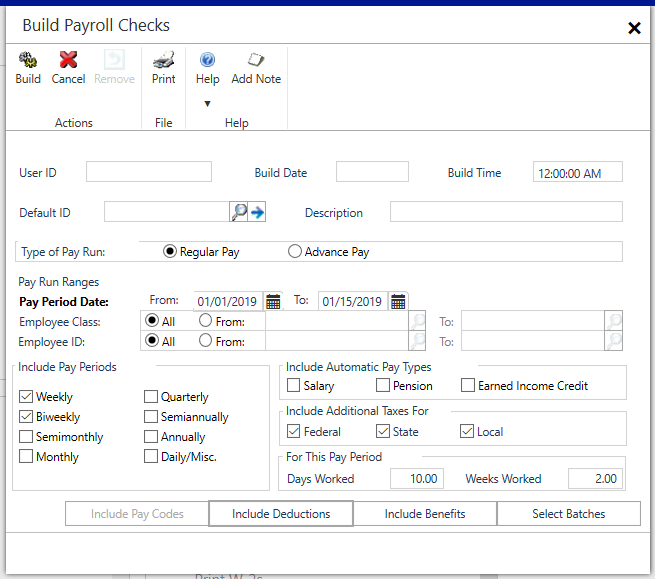 Build Payroll Checks
Build Cancel Remove Print Help Add Note
Actions File Help
User ID Build Date Build Time 12:00:00 AM
Default ID Description
Type of Pay Run: Regular Pay Advance Pay
Pay Run Ranges
Pay Period Date: From: 01/01/2019 To: 01/15/2019
Employee Class: All From: To:
Employee ID: All From: To:
Include Pay Periods
Weekly Quarterly
Biweekly Semiannually
Semimonthly Annually
Monthly Daily/Misc.
Include Automatic Pay Types
Salary Pension Earned Income Credit
Include Additional Taxes For
Federal State Local
For This Pay Period
Days Worked 10.00 Weeks Worked 2.00
Include Pay Codes Include Deductions Include Benefits Select Batches
Print W-2s